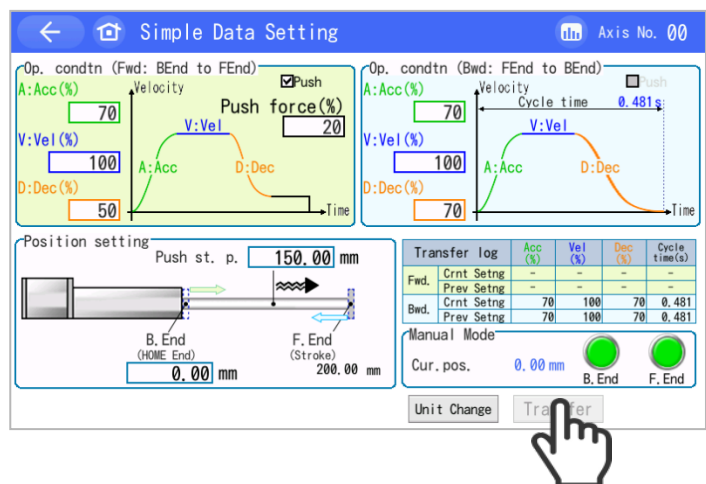 Simple Data Setting
Axis No. 00
Op. condtn (Fwd: BEnd to FEnd)
A:Acc(%)
70
V:Vel(%)
100
D:Dec(%)
50
Velocity
Push
Push force(%)
20
V:Vel
A:Acc
D:Dec
Time
Op. condtn (Bwd: FEnd to BEnd)
A:Acc(%)
70
V:Vel(%)
100
D:Dec(%)
70
Velocity
Push
Cycle time 0.481s
V:Vel
A:Acc
D:Dec
Time
Position setting
Push st. p. 150.00 mm
B.End
(HOME End)
0.00 mm
F.End
(Stroke)
200.00 mm
Transfer log Acc (%) Vel (%) Dec (%) Cycle time(s)
Fwd. Crnt Setng - - - -
Prev Setng - - - -
Bwd. Crnt Setng 70 100 70 0.481
Prev Setng 70 100 70 0.481
Manual Mode
Cur.pos. 0.00 mm
B.End
F.End
Unit Change
Transfer